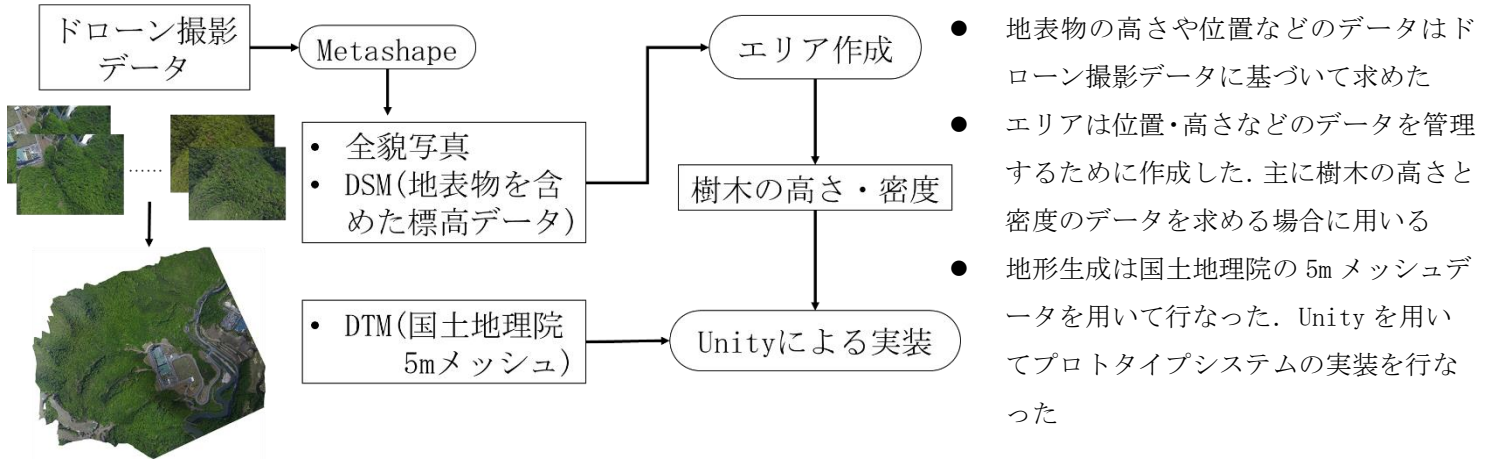 ドローン撮影
データ
Metashape
……
• 全貌写真
• DSM(地表物を含
めた標高データ)
• DTM(国土地理院
5mメッシュ)
エリア作成
樹木の高さ・密度
Unityによる実装
● 地表物の高さや位置などのデータはド
ローン撮影データに基づいて求めた
● エリアは位置・高さなどのデータを管理
するために作成した．主に樹木の高さと
密度のデータを求める場合に用いる
● 地形生成は国土地理院の 5m メッシュデ
ータを用いて行なった．Unity を用い
てプロトタイプシステムの実装を行な
った